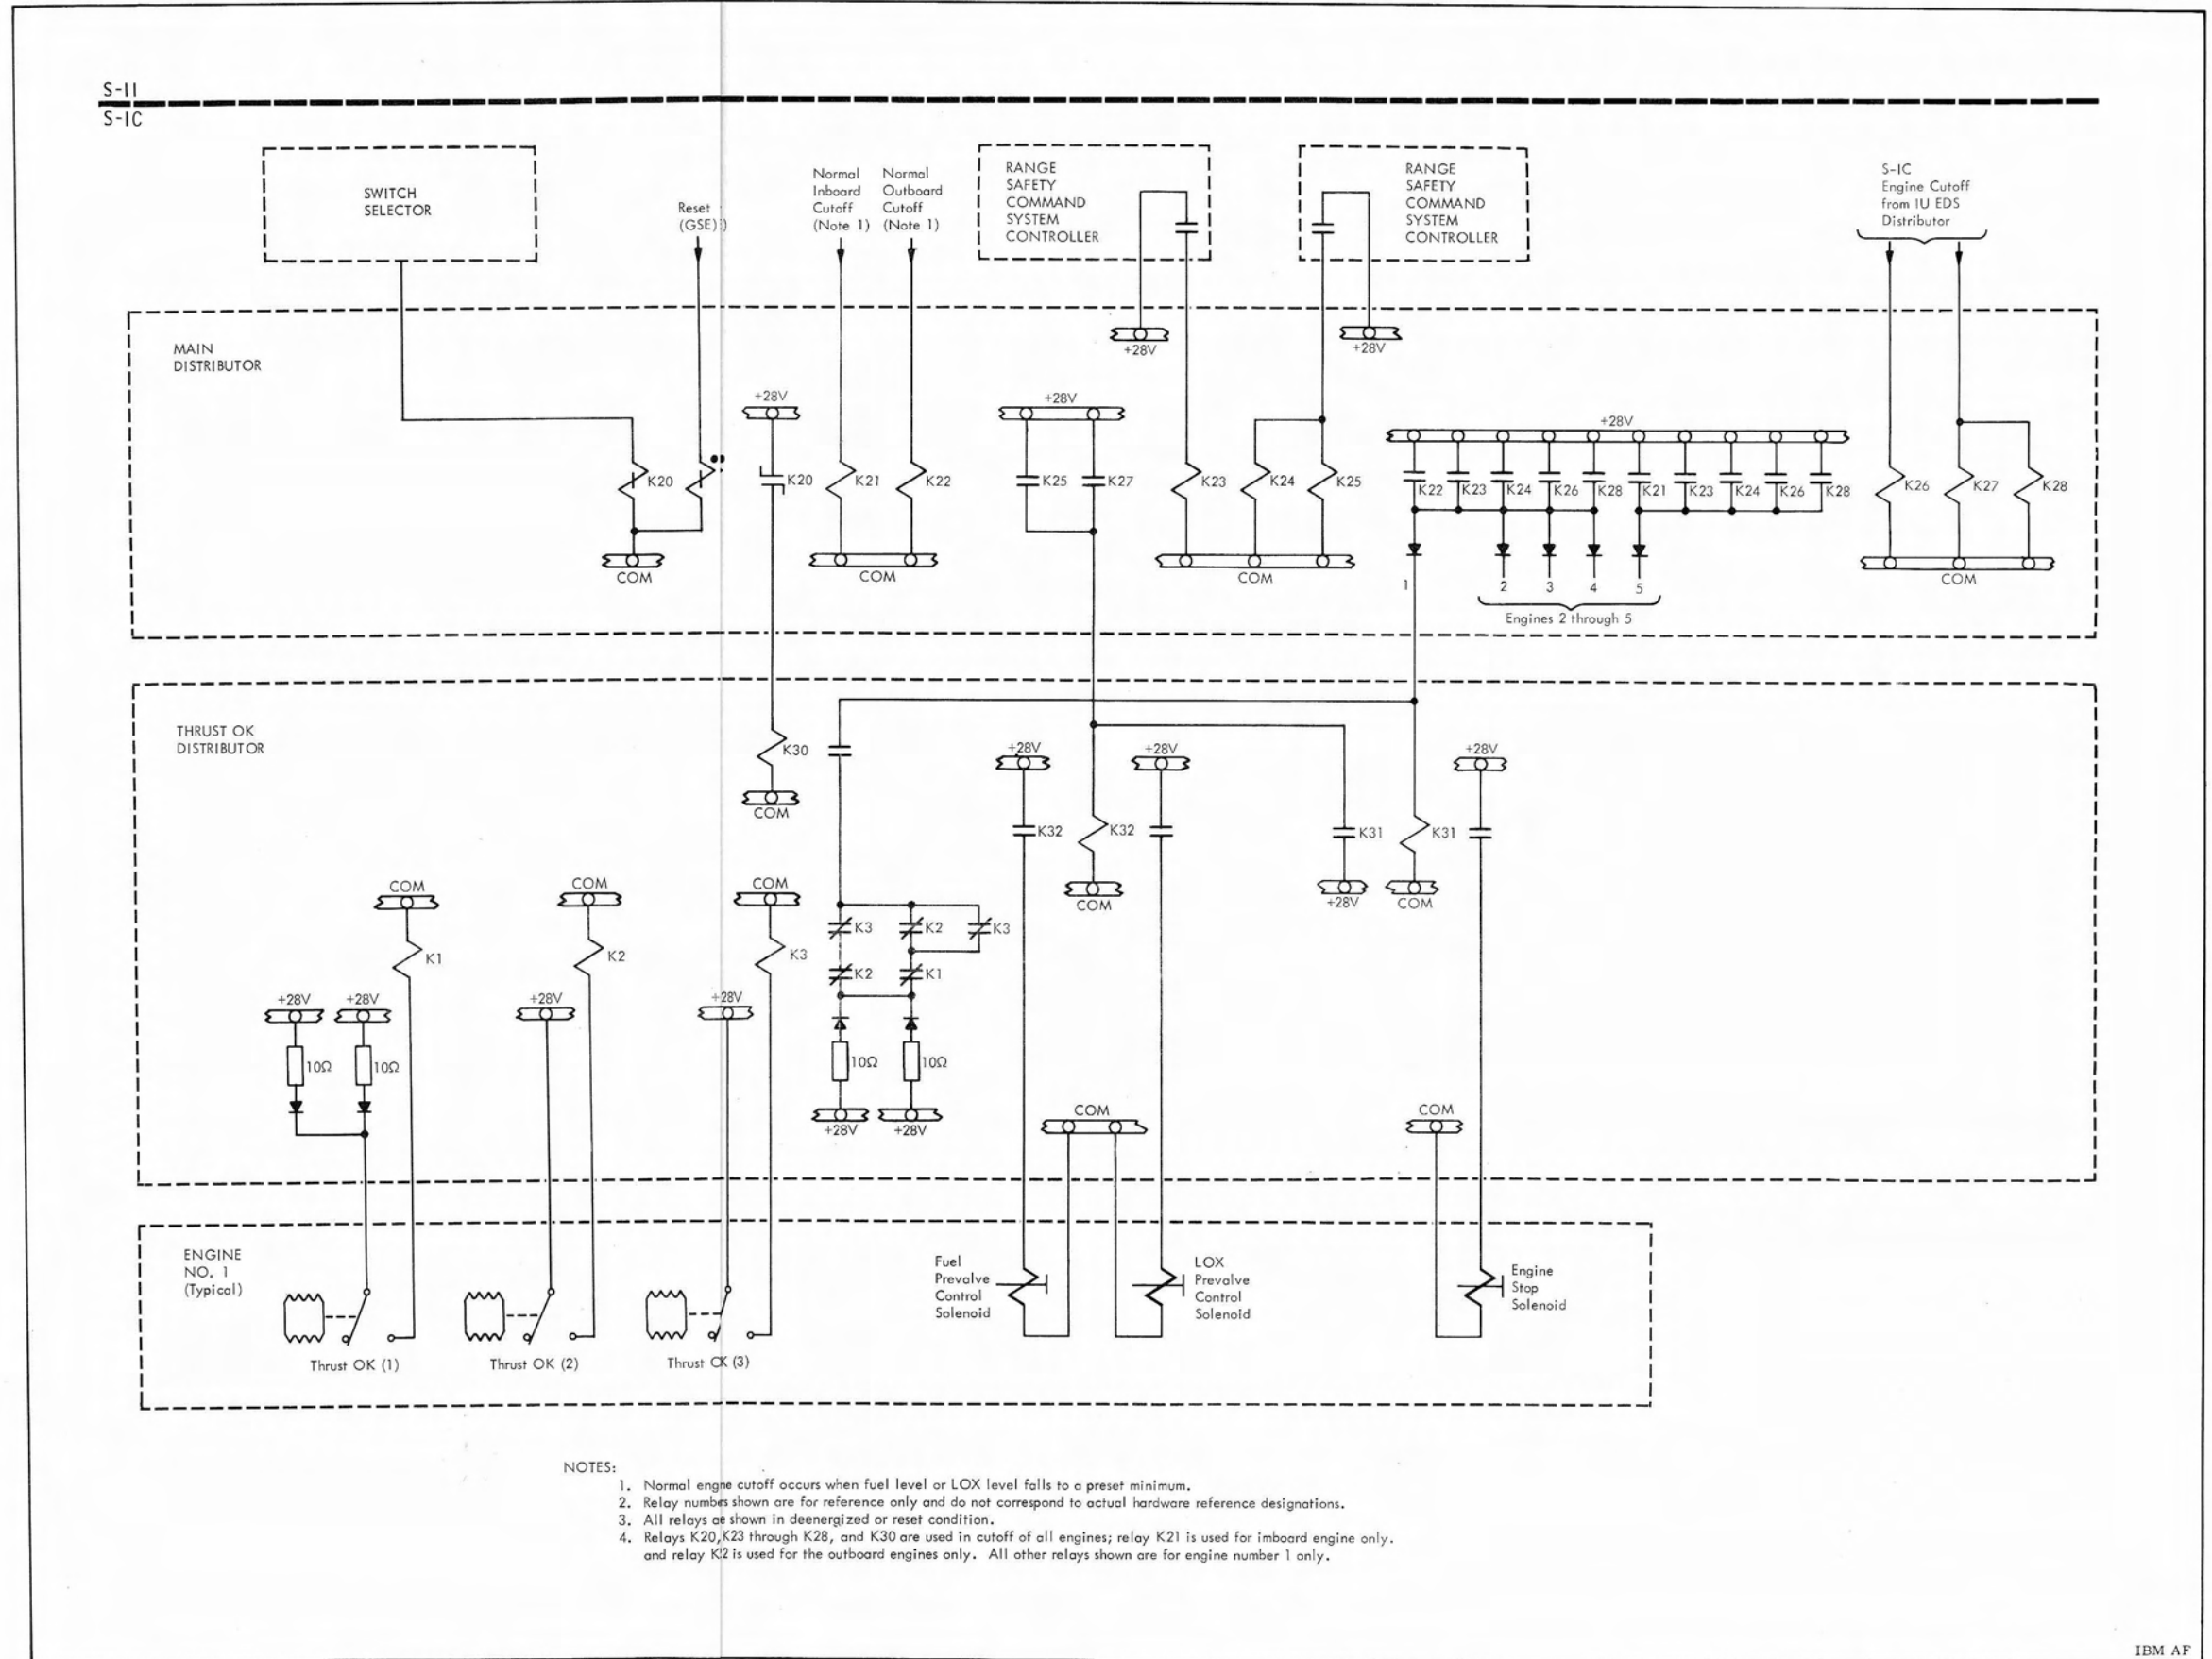 S-II
S-IC
SWITCH
SELECTOR
Reset
(GSE)
Normal
Inboard
Cutoff
(Note 1)
Normal
Outboard
Cutoff
(Note 1)
RANGE
SAFETY
COMMAND
SYSTEM
CONTROLLER
RANGE
SAFETY
COMMAND
SYSTEM
CONTROLLER
S-IC
Engine Cutoff
from IU EDS
Distributor
MAIN
DISTRIBUTOR
+28V
+28V
+28V
+28V
+28V
K20
K20
K21
K22
K25
K27
K23
K24
K25
K22
K23
K24
K26
K28
K21
K23
K24
K26
K28
K26
K27
K28
COM
COM
COM
COM
1
2
3
4
5
Engines 2 through 5
THRUST OK
DISTRIBUTOR
K30
COM
+28V
+28V
+28V
K32
K32
K31
K31
COM
+28V
COM
COM
COM
COM
K1
K2
K3
K3
K2
K3
K2
K1
+28V
+28V
+28V
+28V
10Ω
10Ω
10Ω
10Ω
+28V
+28V
COM
COM
ENGINE
NO. 1
(Typical)
Thrust OK (1)
Thrust OK (2)
Thrust OK (3)
Fuel
Prevalve
Control
Solenoid
LOX
Prevalve
Control
Solenoid
Engine
Stop
Solenoid
NOTES:
1. Normal engne cutoff occurs when fuel level or LOX level falls to a preset minimum.
2. Relay numbrs shown are for reference only and do not correspond to actual hardware reference designations.
3. All relays ae shown in deenergized or reset condition.
4. Relays K20,K23 through K28, and K30 are used in cutoff of all engines; relay K21 is used for imboard engine only.
and relay K2 is used for the outboard engines only. All other relays shown are for engine number 1 only.
IBM AF